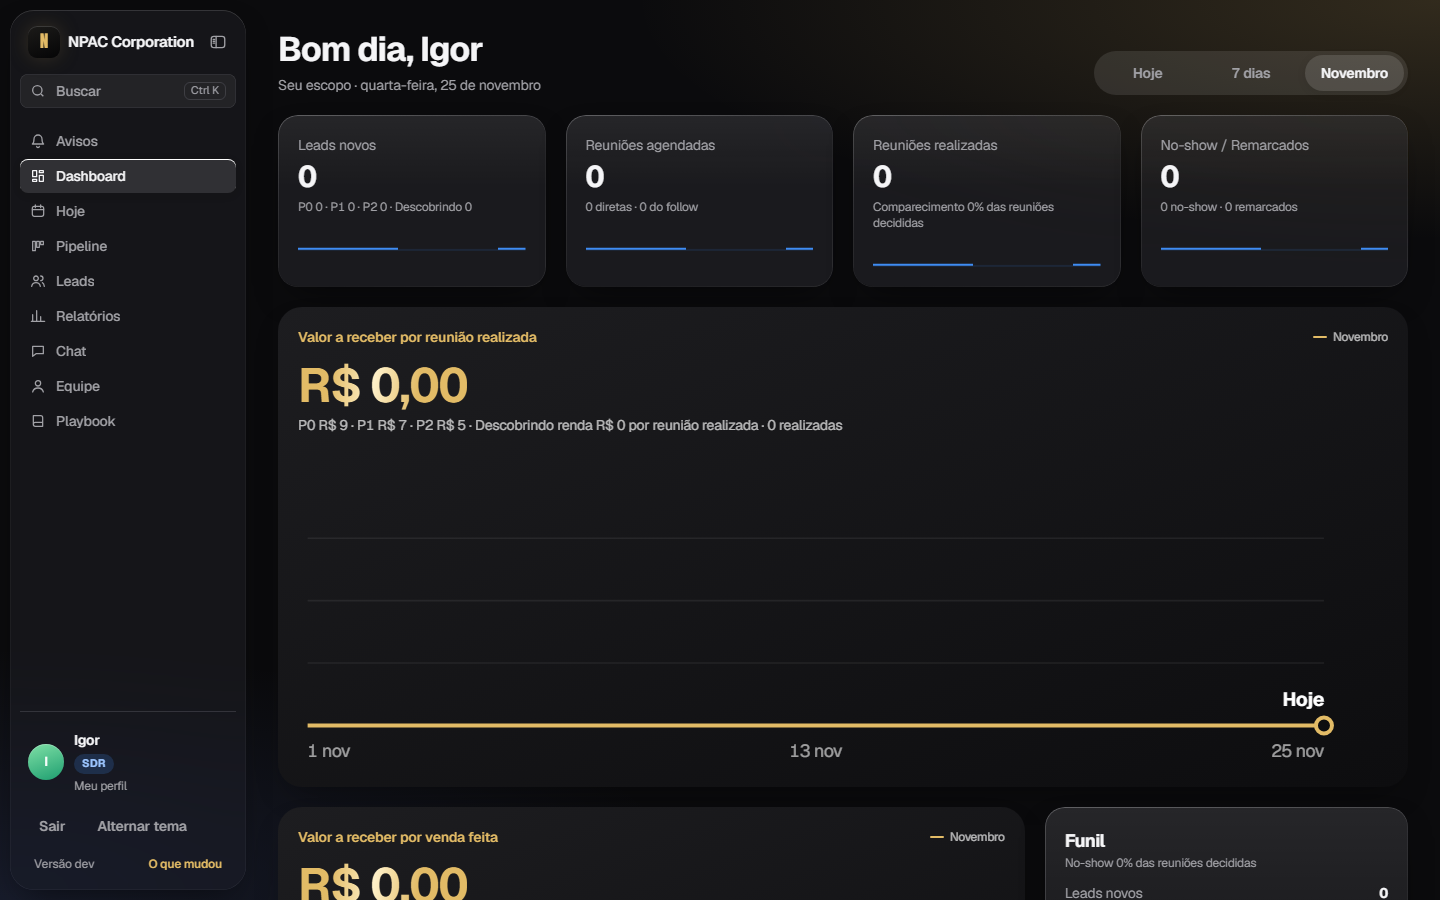 N
NPAC Corporation
Buscar
Ctrl K
Avisos
Dashboard
Hoje
Pipeline
Leads
Relatórios
Chat
Equipe
Playbook
I
Igor
SDR
Meu perfil
Sair
Alternar tema
Versão dev
O que mudou
Bom dia, Igor
Seu escopo · quarta-feira, 25 de novembro
Hoje
7 dias
Novembro
Leads novos
0
P0 0 · P1 0 · P2 0 · Descobrindo 0
Reuniões agendadas
0
0 diretas · 0 do follow
Reuniões realizadas
0
Comparecimento 0% das reuniões
decididas
No-show / Remarcados
0
0 no-show · 0 remarcados
Valor a receber por reunião realizada
Novembro
R$ 0,00
P0 R$ 9 · P1 R$ 7 · P2 R$ 5 · Descobrindo renda R$ 0 por reunião realizada · 0 realizadas
Hoje
1 nov
13 nov
25 nov
Valor a receber por venda feita
Novembro
R$ 0,00
Funil
No-show 0% das reuniões decididas
Leads novos
0